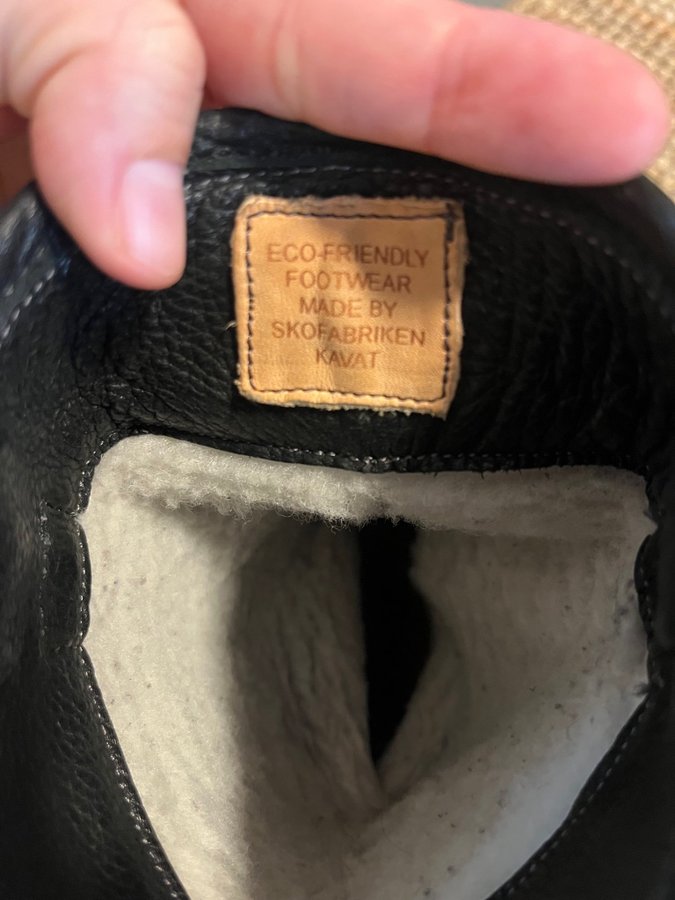 ECO-FRIENDLY
FOOTWEAR
MADE BY
SKOFABRIKEN
KAVAT